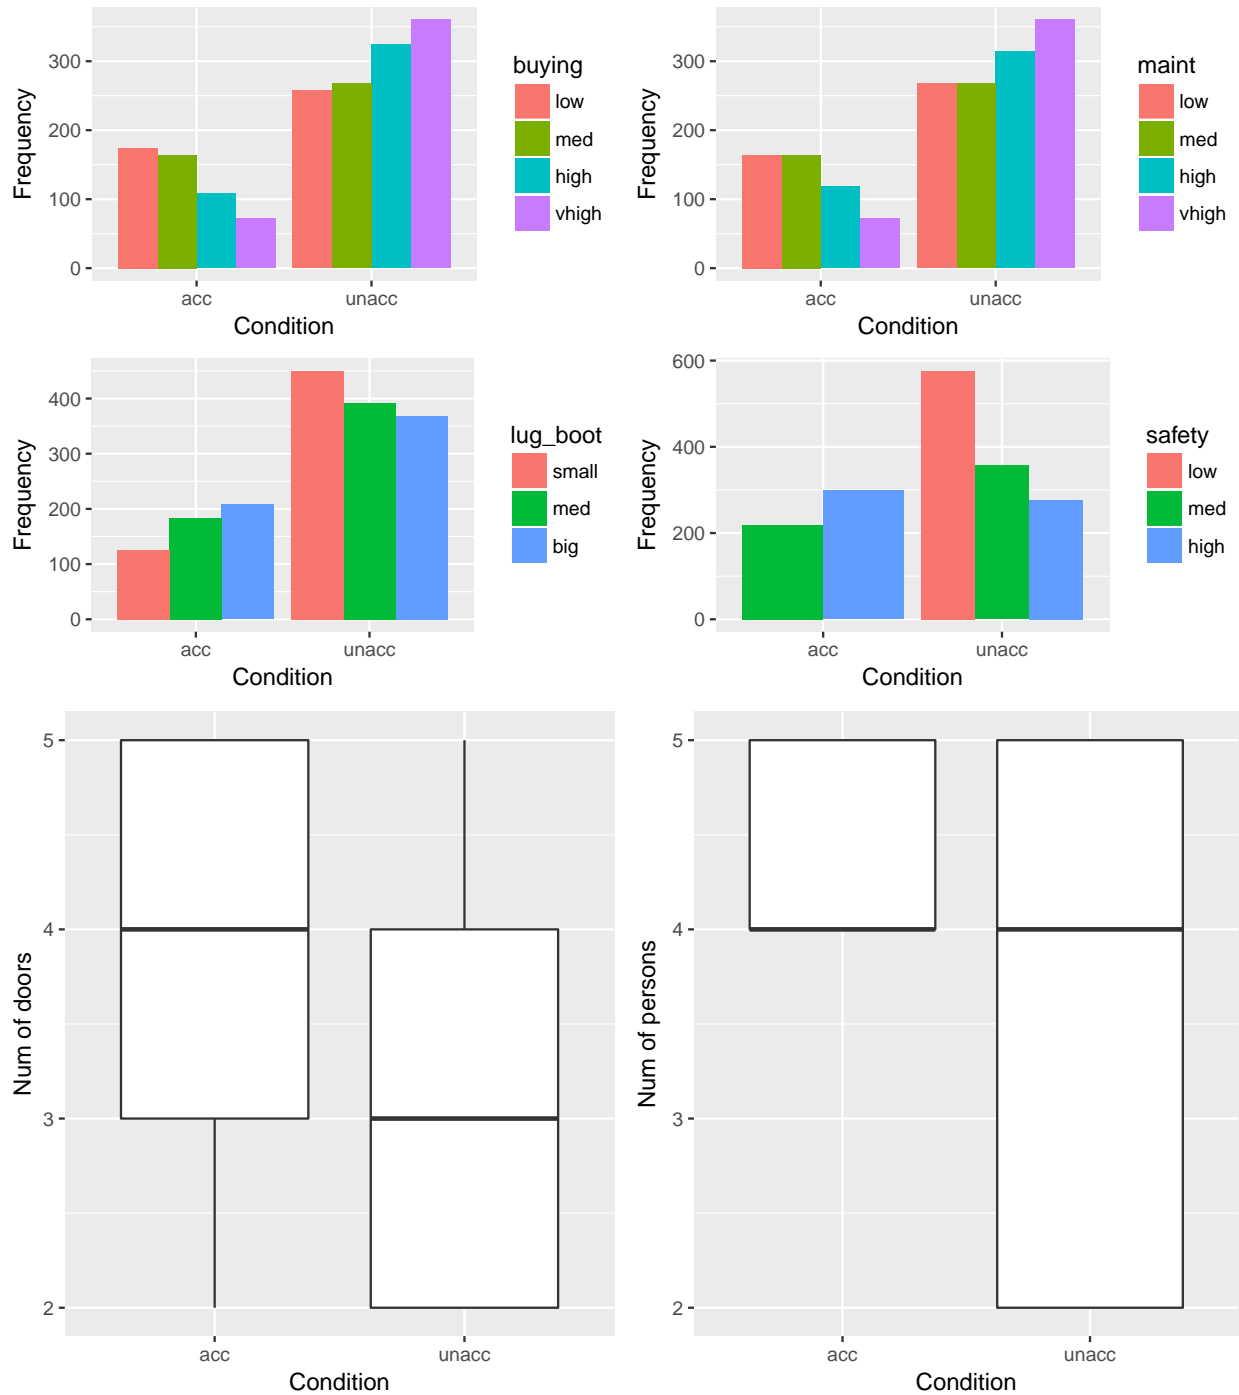 300
200
100
0
Frequency
acc
unacc
Condition
buying
low
med
high
vhigh
300
200
100
0
Frequency
acc
unacc
Condition
maint
low
med
high
vhigh
400
300
200
100
0
Frequency
acc
unacc
Condition
lug_boot
small
med
big
600
400
200
0
Frequency
acc
unacc
Condition
safety
low
med
high
5
4
3
2
Num of doors
acc
unacc
Condition
5
4
3
2
Num of persons
acc
unacc
Condition